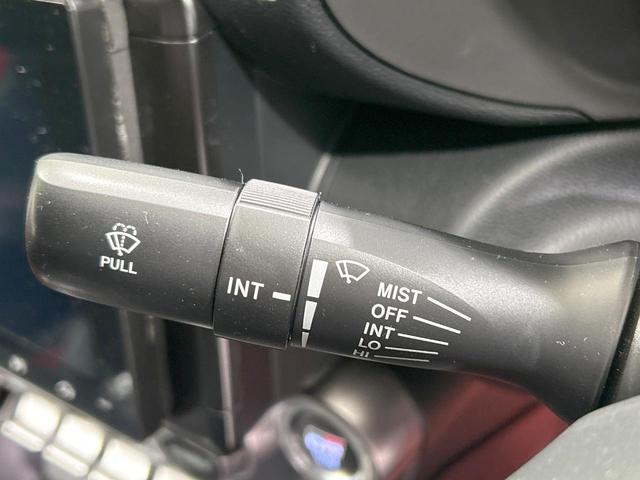 PULL
INT
MIST
OFF
INT
LO
HI